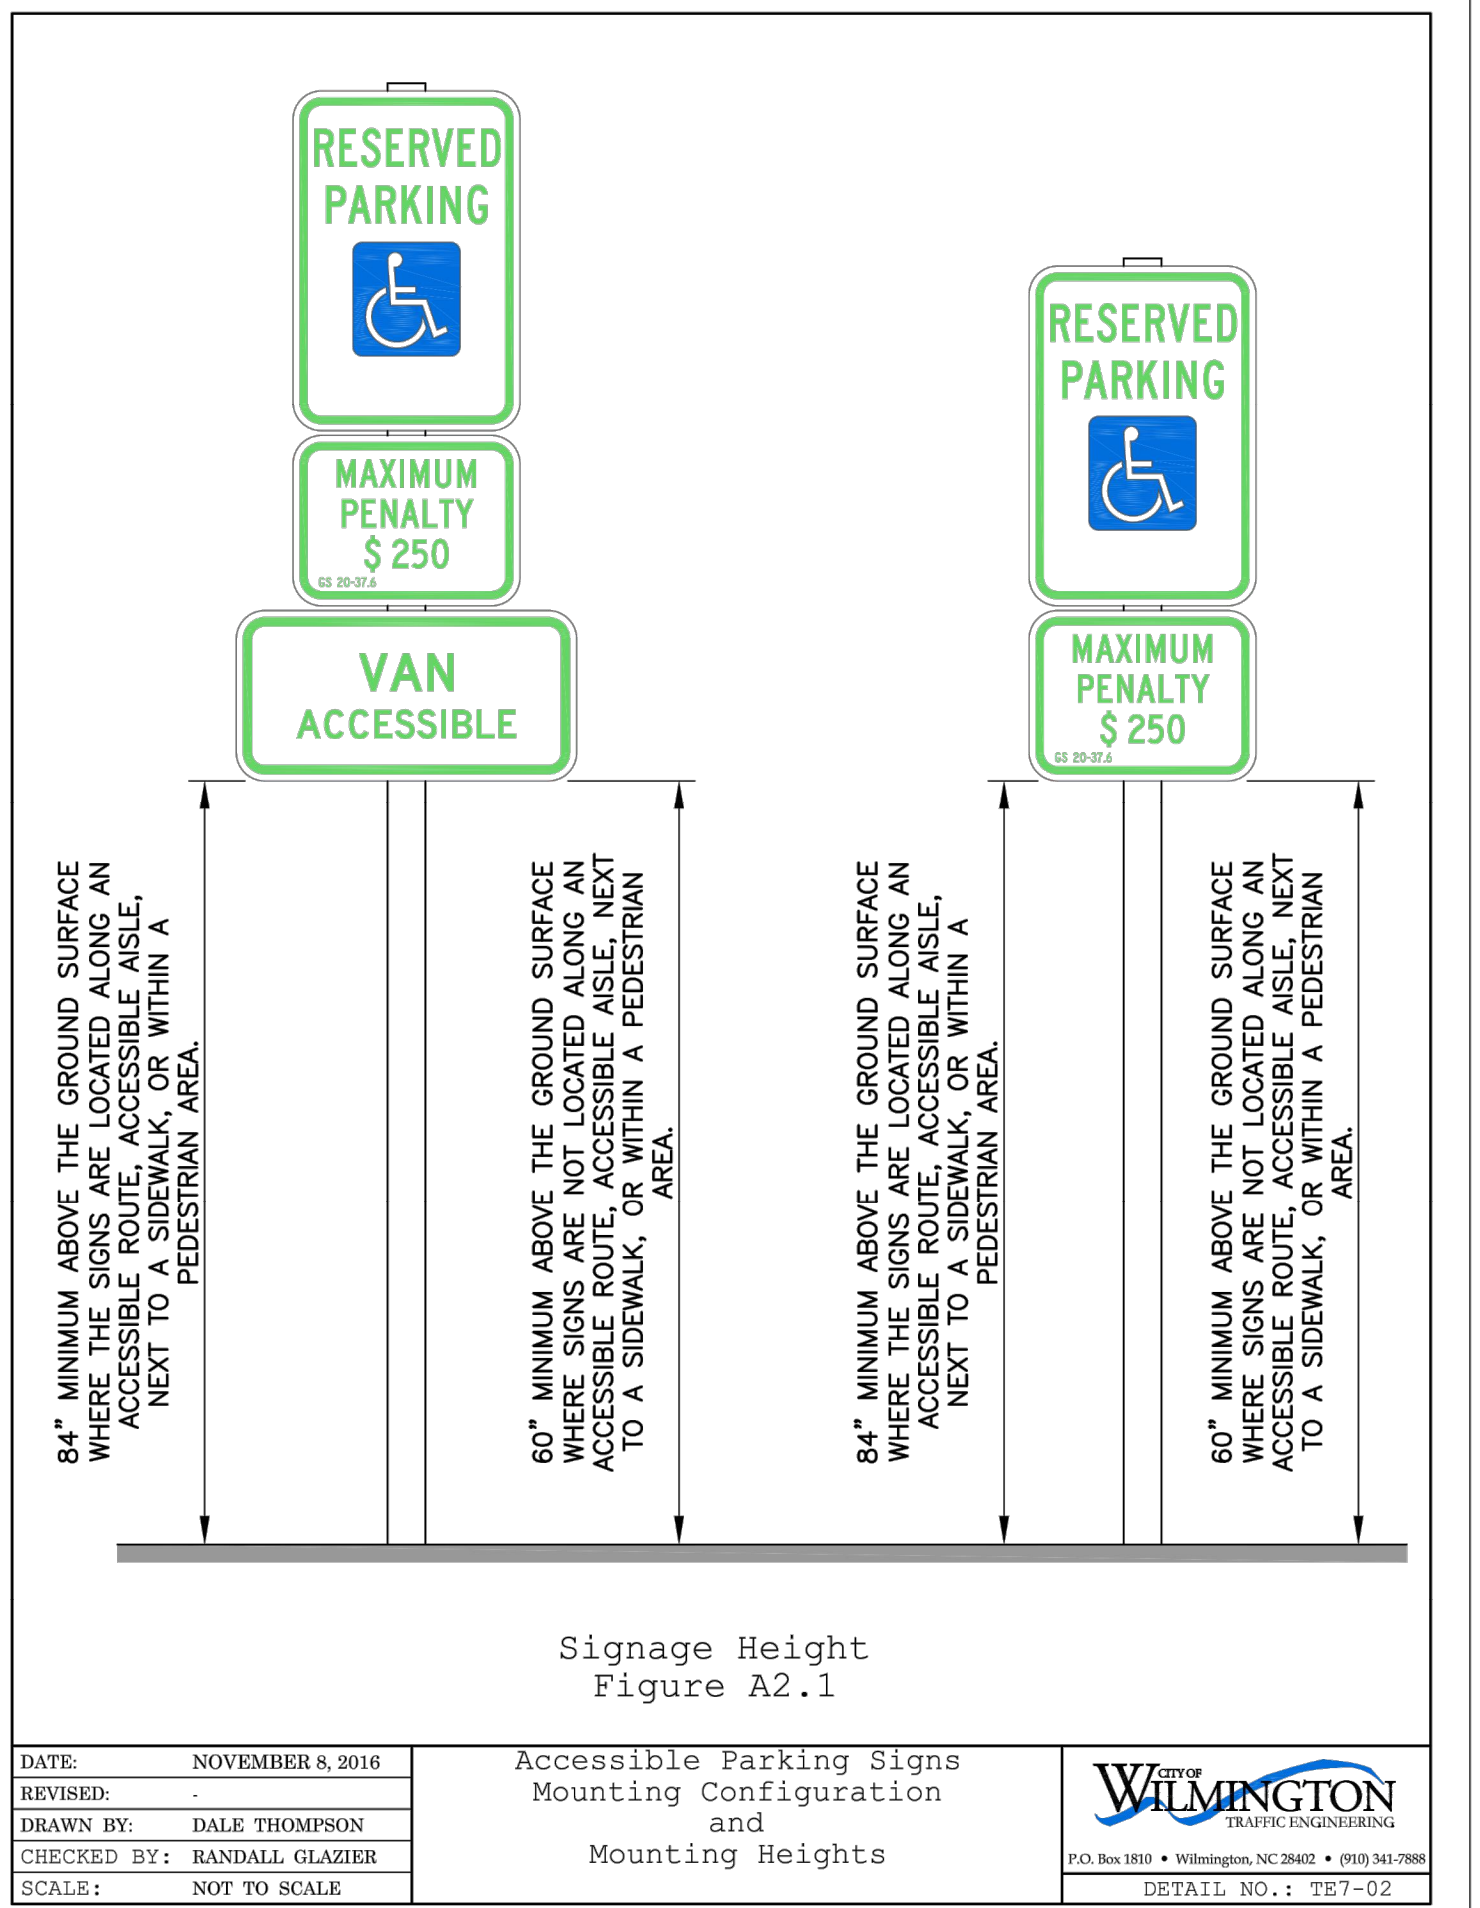 RESERVED
PARKING
MAXIMUM
PENALTY
$ 250
GS 20-37.6
VAN
ACCESSIBLE
RESERVED
PARKING
MAXIMUM
PENALTY
$ 250
GS 20-37.6
84" MINIMUM ABOVE THE GROUND SURFACE
WHERE THE SIGNS ARE LOCATED ALONG AN
ACCESSIBLE ROUTE, ACCESSIBLE AISLE,
NEXT TO A SIDEWALK, OR WITHIN A
PEDESTRIAN AREA.
60" MINIMUM ABOVE THE GROUND SURFACE
WHERE SIGNS ARE NOT LOCATED ALONG AN
ACCESSIBLE ROUTE, ACCESSIBLE AISLE, NEXT
TO A SIDEWALK, OR WITHIN A PEDESTRIAN
AREA.
84" MINIMUM ABOVE THE GROUND SURFACE
WHERE THE SIGNS ARE LOCATED ALONG AN
ACCESSIBLE ROUTE, ACCESSIBLE AISLE,
NEXT TO A SIDEWALK, OR WITHIN A
PEDESTRIAN AREA.
60" MINIMUM ABOVE THE GROUND SURFACE
WHERE SIGNS ARE NOT LOCATED ALONG AN
ACCESSIBLE ROUTE, ACCESSIBLE AISLE, NEXT
TO A SIDEWALK, OR WITHIN A PEDESTRIAN
AREA.
Signage Height
Figure A2.1
DATE: NOVEMBER 8, 2016
REVISED: -
DRAWN BY: DALE THOMPSON
CHECKED BY: RANDALL GLAZIER
SCALE: NOT TO SCALE
Accessible Parking Signs
Mounting Configuration
and
Mounting Heights
CITY OF
WILMINGTON
TRAFFIC ENGINEERING
P.O. Box 1810 • Wilmington, NC 28402 • (910) 341-7888
DETAIL NO.: TE7-02